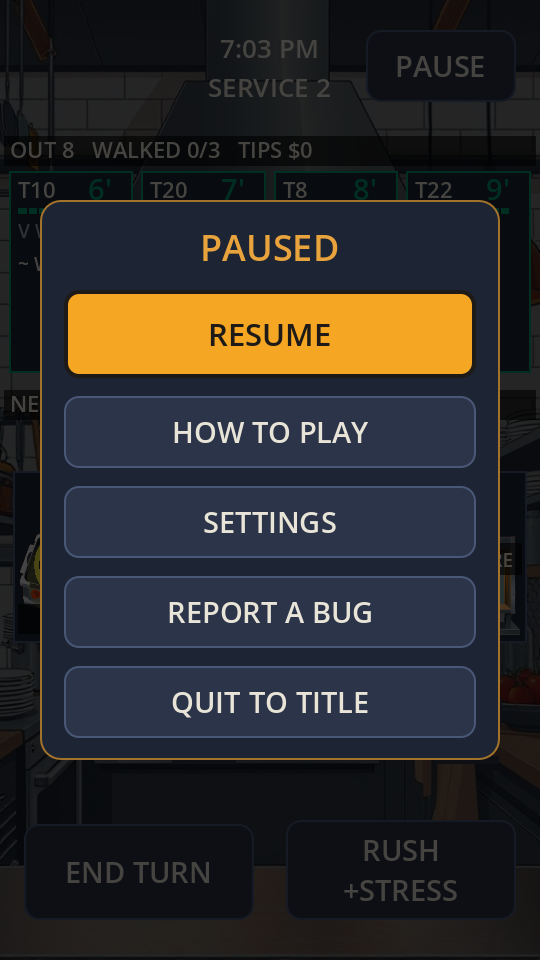 7:03 PM
SERVICE 2
PAUSE
OUT 8 WALKED 0/3 TIPS $0
T10 6' T20 7' T8 8' T22 9'
PAUSED
RESUME
HOW TO PLAY
SETTINGS
REPORT A BUG
QUIT TO TITLE
END TURN
RUSH
+STRESS